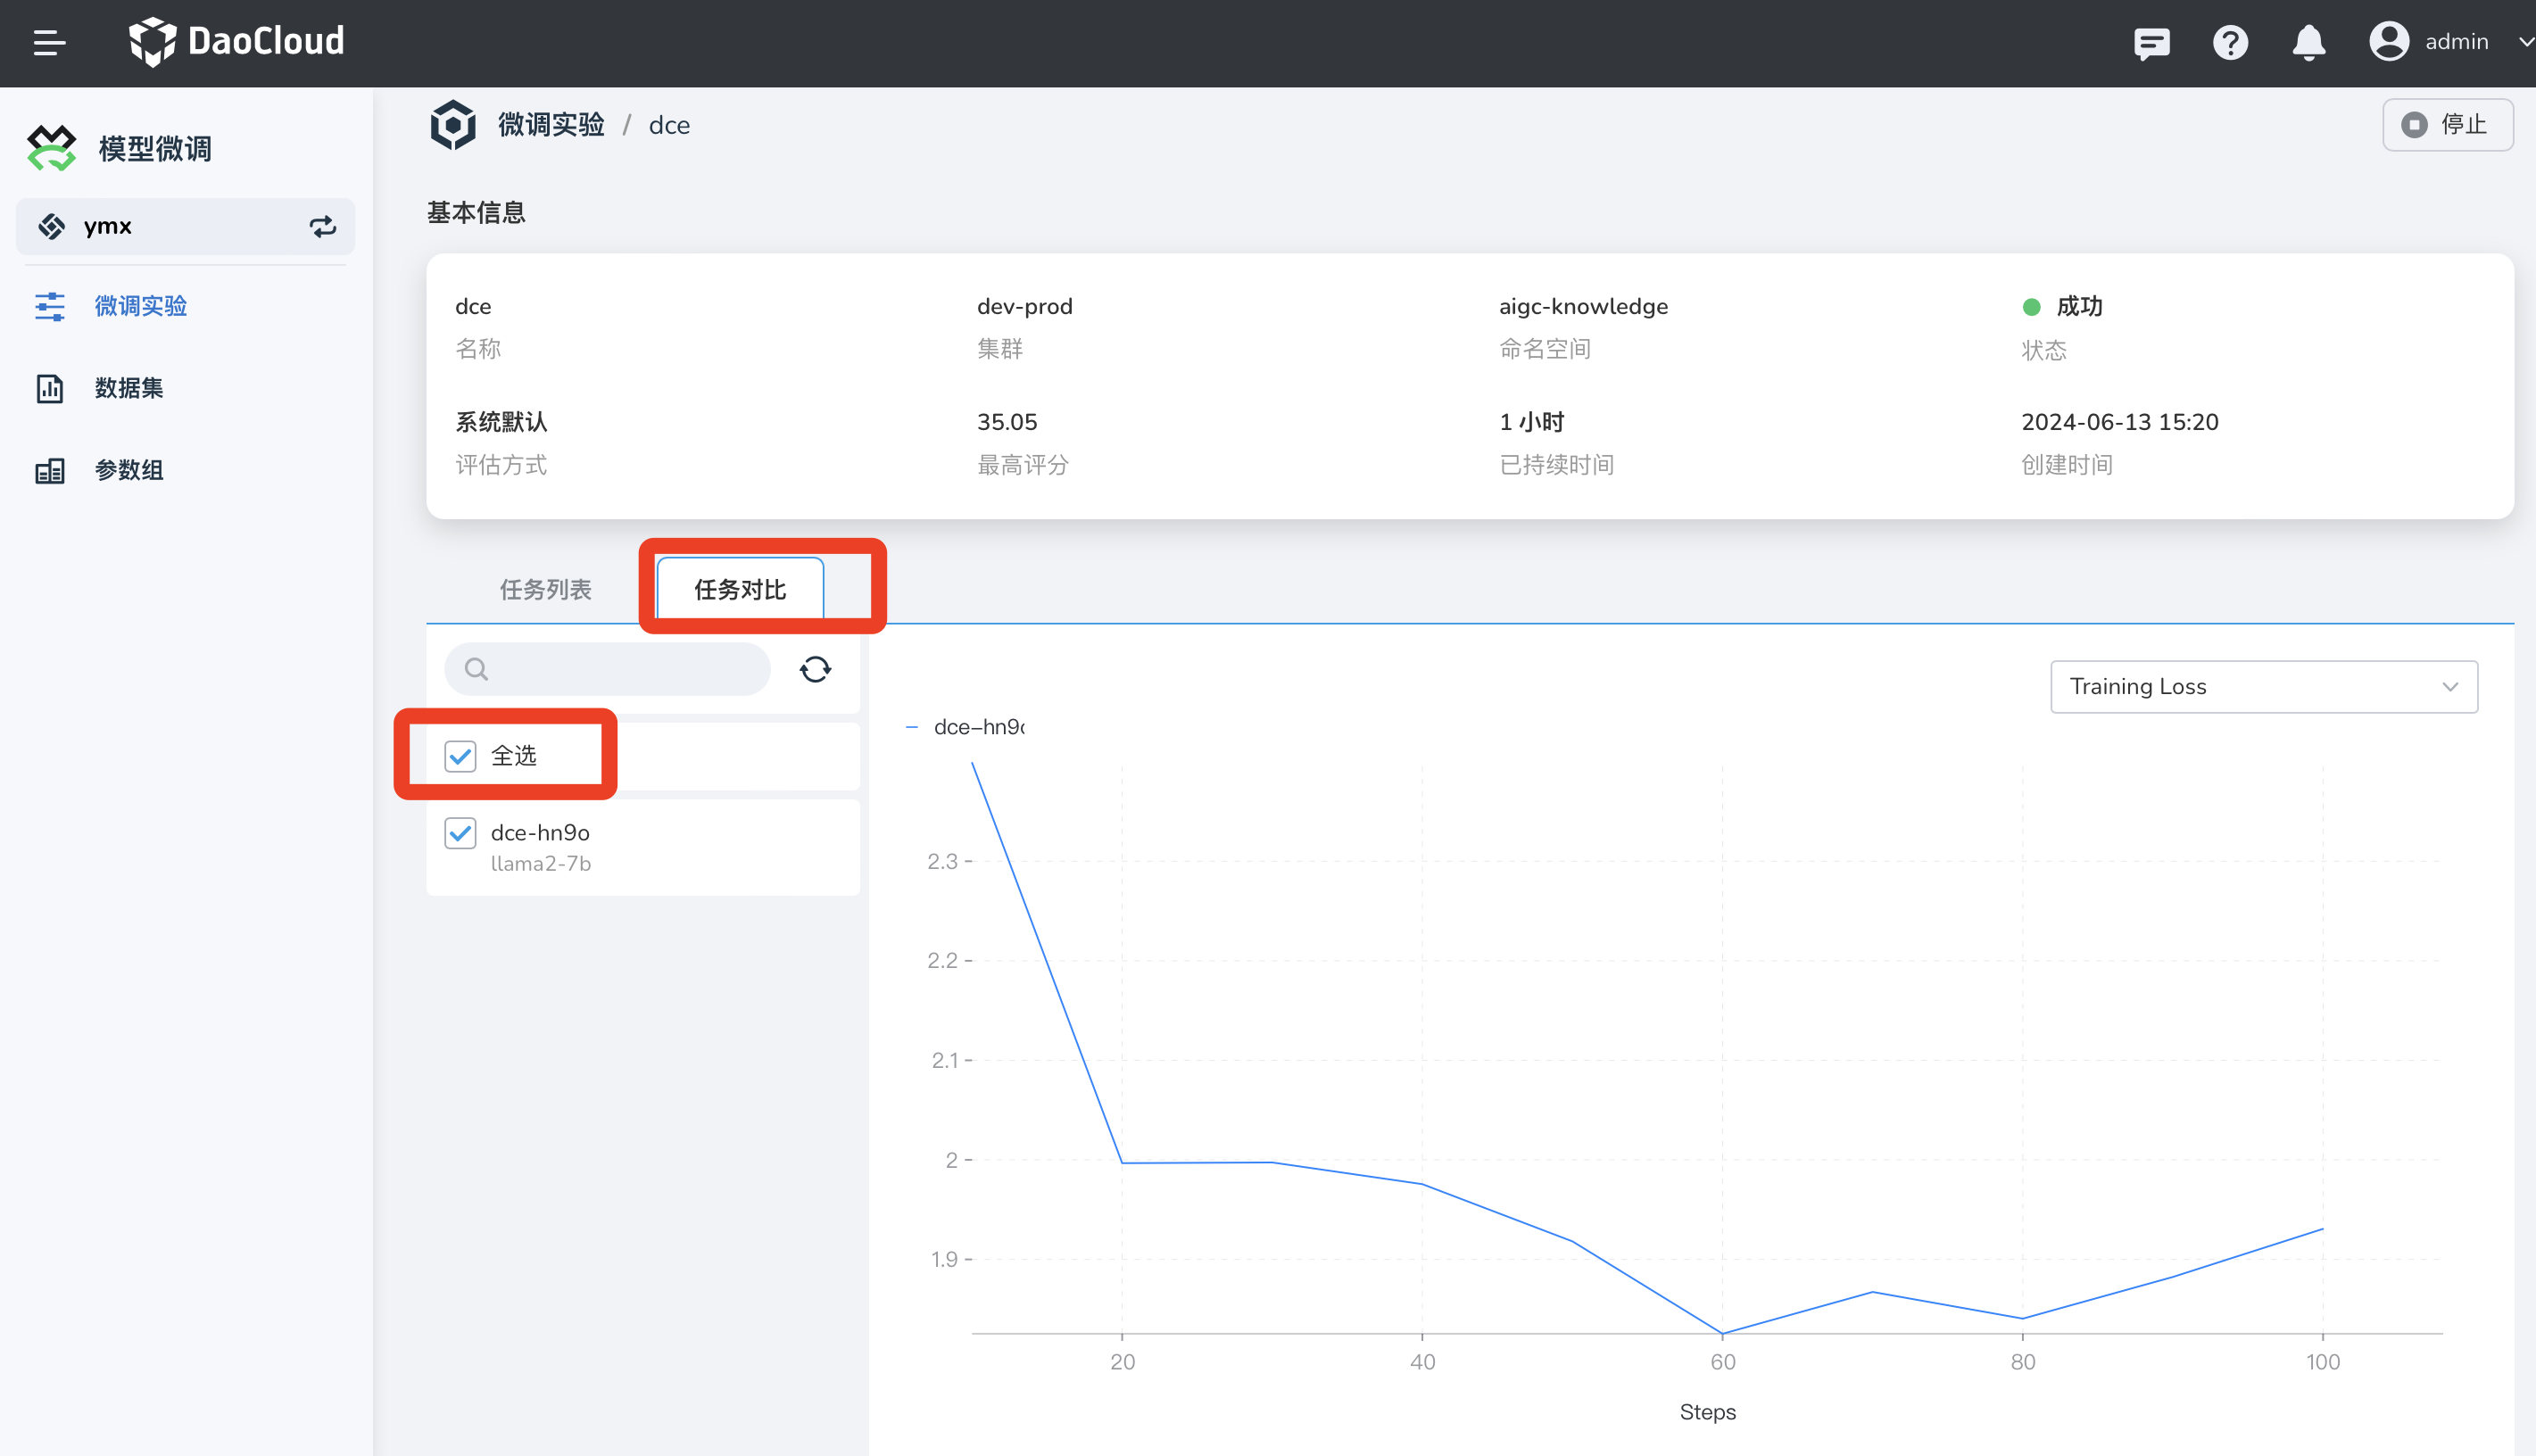 DaoCloud
admin
模型微调
ymx
微调实验
数据集
参数组
微调实验 / dce
停止
基本信息
dce
名称
dev-prod
集群
aigc-knowledge
命名空间
成功
状态
系统默认
评估方式
35.05
最高评分
1 小时
已持续时间
2024-06-13 15:20
创建时间
任务列表
任务对比
全选
dce-hn9o
llama2-7b
Training Loss
dce-hn9
2.3
2.2
2.1
2
1.9
20 40 60 80 100
Steps